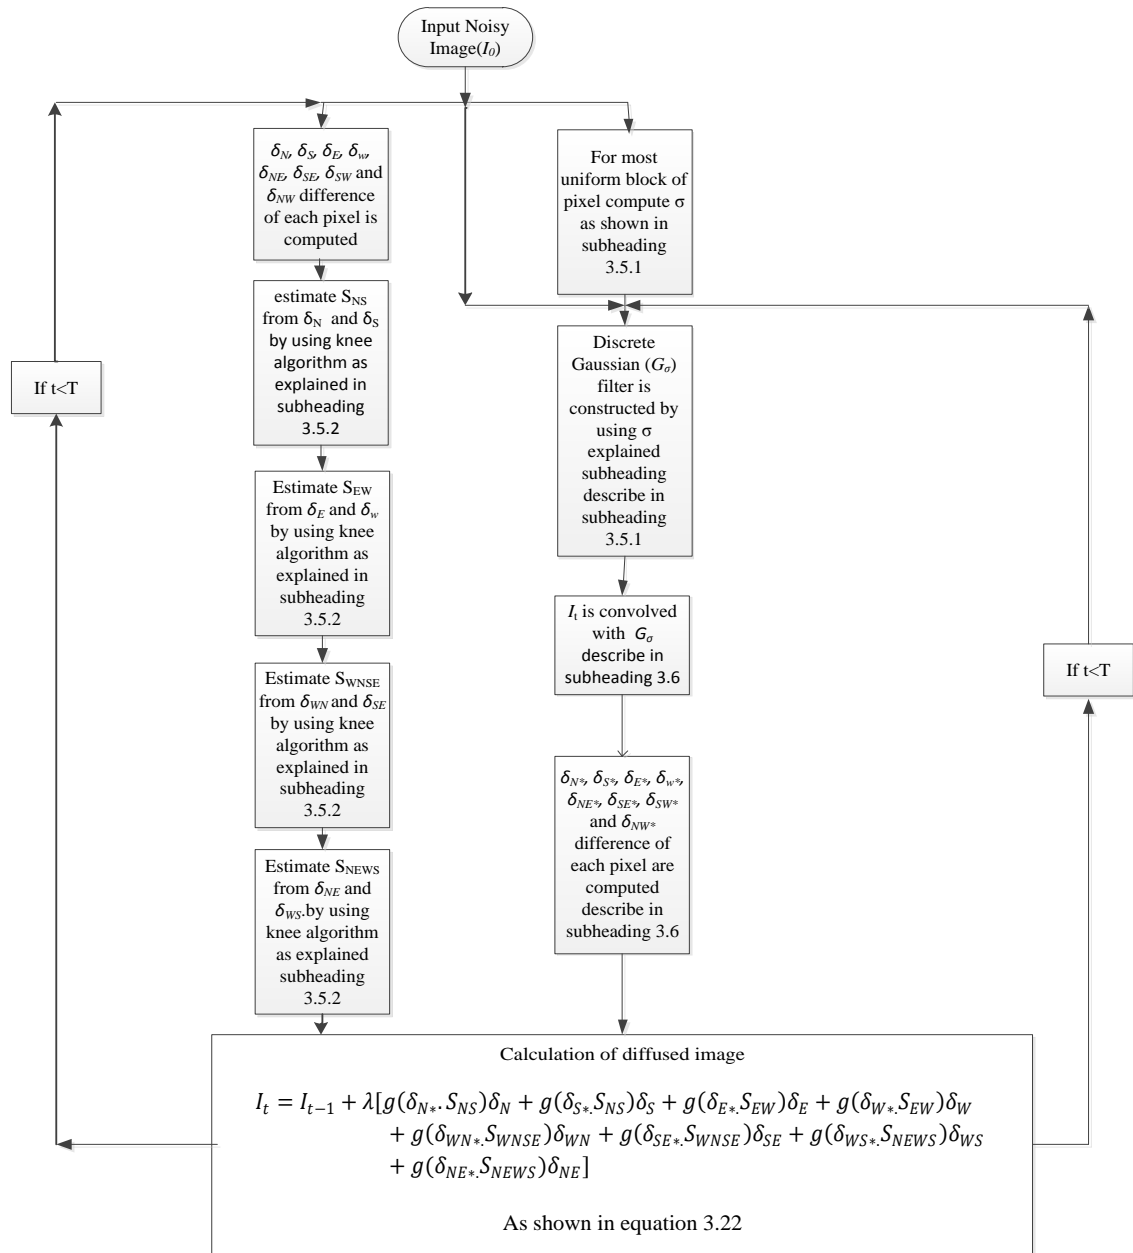 Input Noisy
Image(I₀)
δN, δS, δE, δw,
δNE, δSE, δSW and
δNW difference
of each pixel is
computed
For most
uniform block of
pixel compute σ
as shown in
subheading
3.5.1
estimate SNS
from δN and δS
by using knee
algorithm as
explained in
subheading
3.5.2
Discrete
Gaussian (Gσ)
filter is
constructed by
using σ
explained
subheading
describe in
subheading
3.5.1
If t<T
Estimate SEW
from δE and δw
by using knee
algorithm as
explained in
subheading
3.5.2
It is convolved
with Gσ
describe in
subheading 3.6
If t<T
Estimate SWNSE
from δWN and δSE
by using knee
algorithm as
explained in
subheading
3.5.2
δN*, δS*, δE*, δw*,
δNE*, δSE*, δSW*
and δNW*
difference of
each pixel are
computed
describe in
subheading 3.6
Estimate SNEWS
from δNE and
δWS.by using
knee algorithm
as explained
subheading
3.5.2
Calculation of diffused image
It = It−1 + λ[g(δN*.SNS)δN + g(δS*.SNS)δS + g(δE*.SEW)δE + g(δW*.SEW)δW
+ g(δWN*.SWNSE)δWN + g(δSE*.SWNSE)δSE + g(δWS*.SNEWS)δWS
+ g(δNE*.SNEWS)δNE]
As shown in equation 3.22